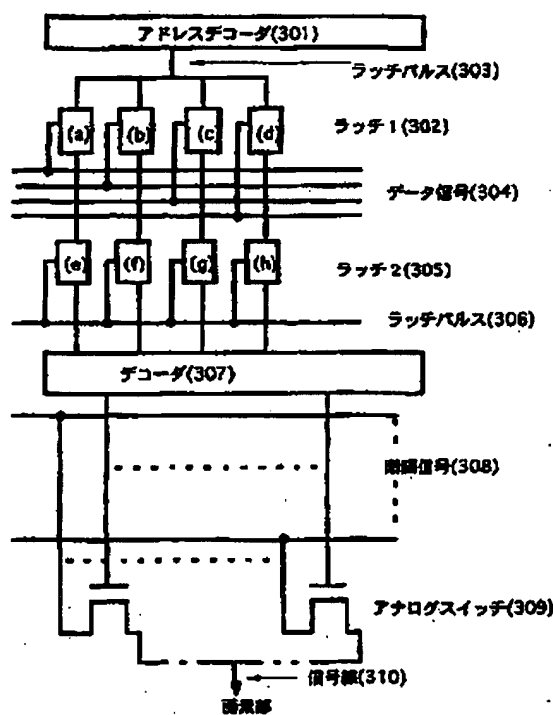 アドレスデコーダ(301)
ラッチパルス(303)
(a) (b) (c) (d)
ラッチ1(302)
データ信号(304)
(e) (f) (g) (h)
ラッチ2(305)
ラッチパルス(306)
デコーダ(307)
階調信号(308)
アナログスイッチ(309)
信号線(310)
画素部